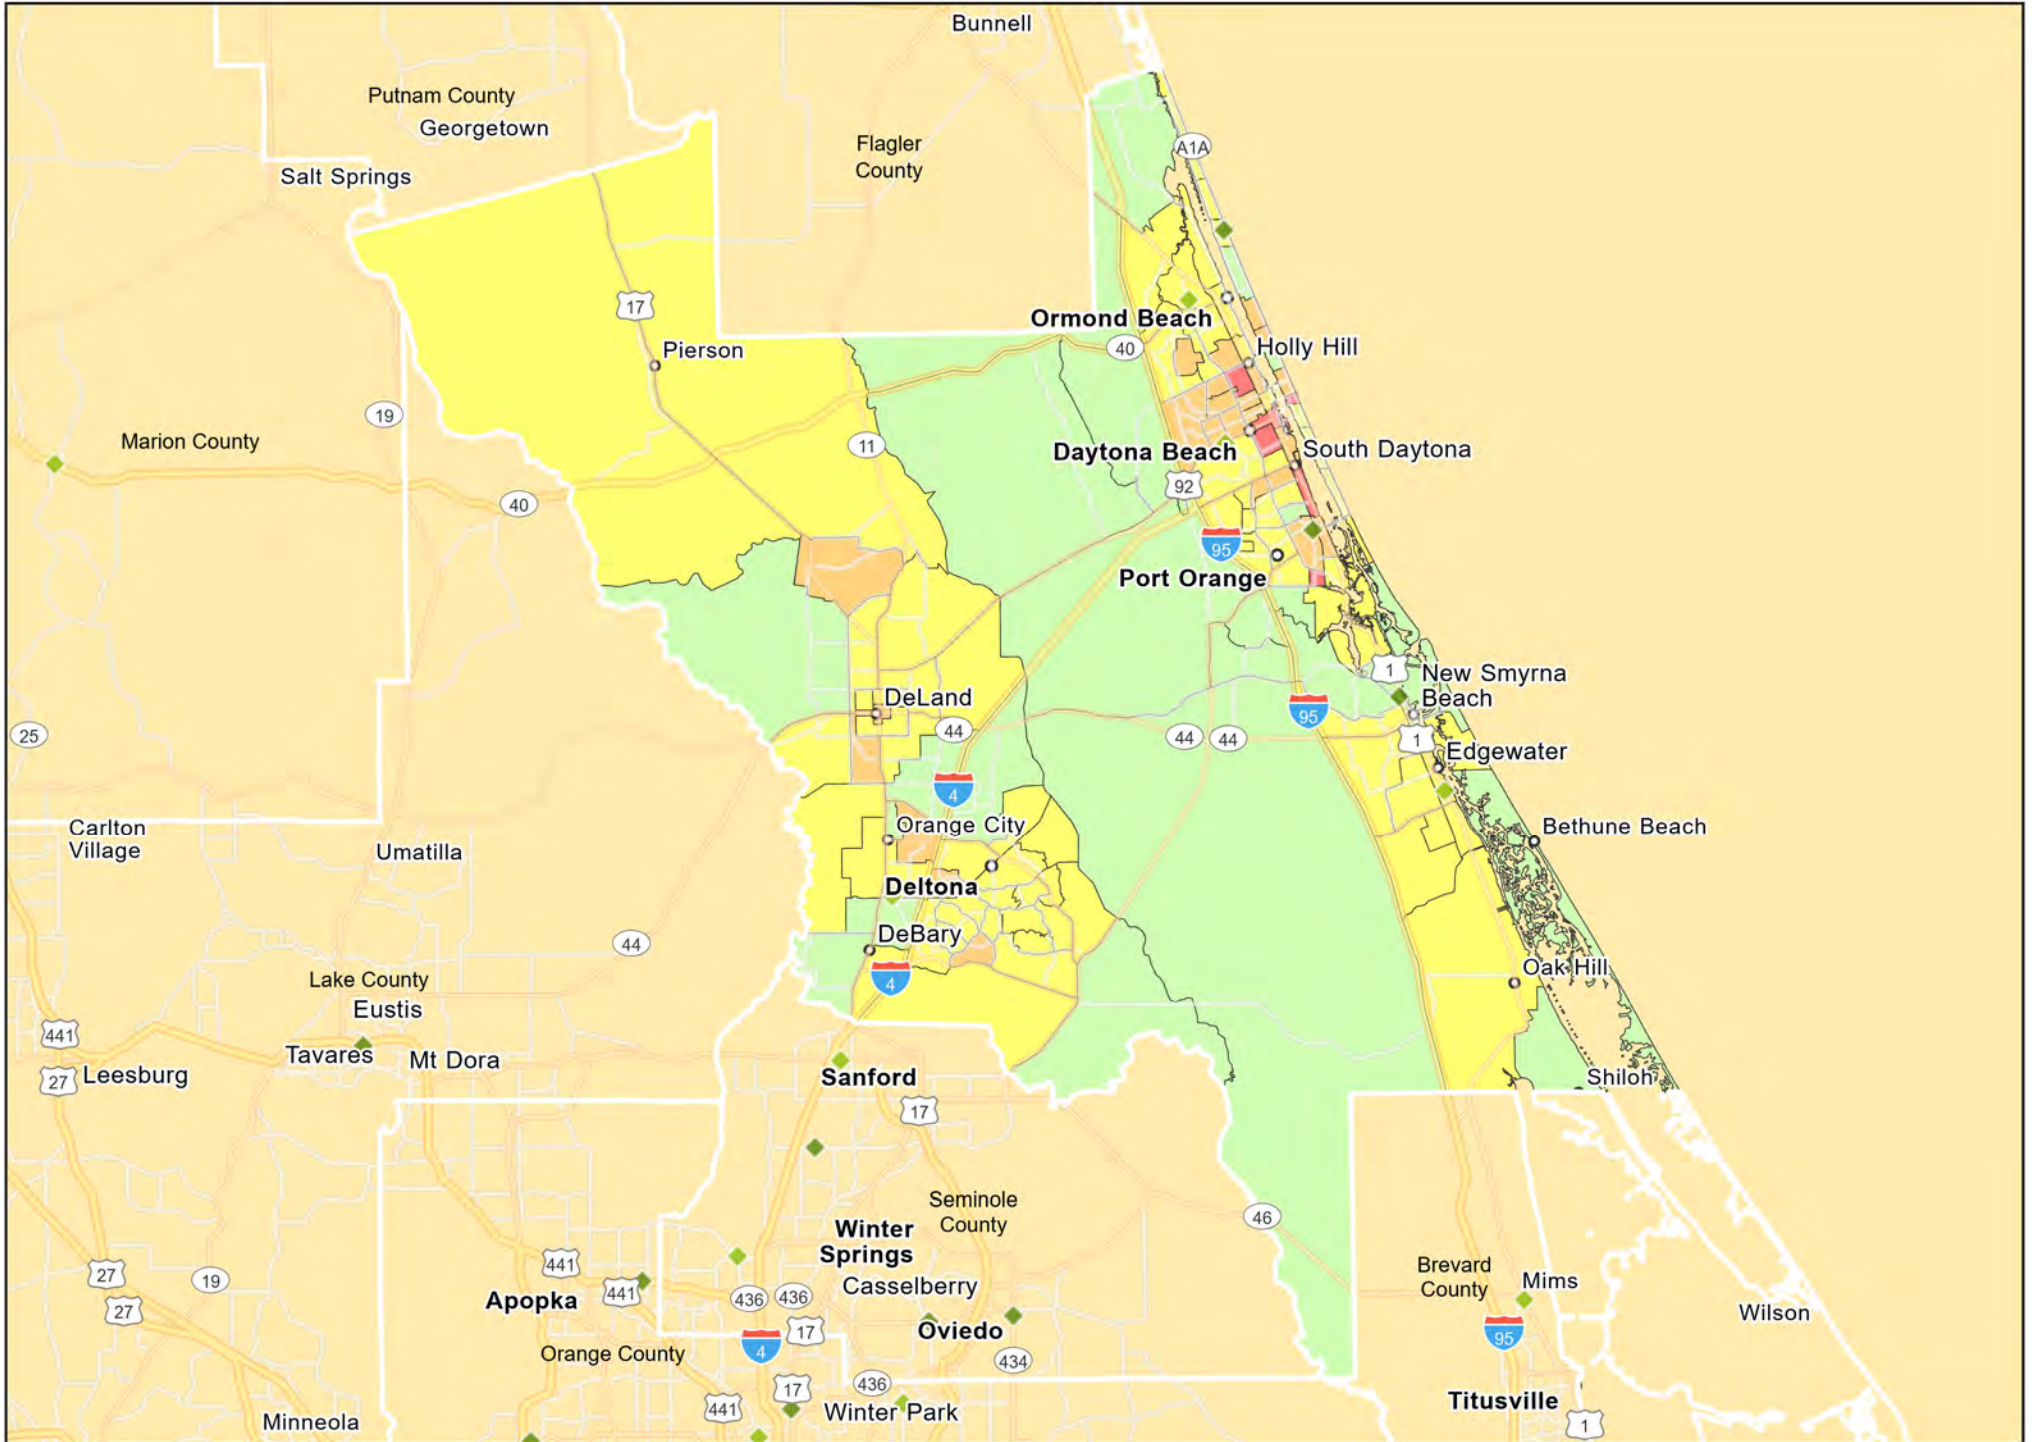 Bunnell
Putnam County
Georgetown
Flagler
County
A1A
Salt Springs
17
Ormond Beach
40
Holly Hill
Pierson
19
Marion County
11
Daytona Beach
South Daytona
92
40
95
Port Orange
1
New Smyrna
Beach
DeLand
44
95
25
44
44
1
Edgewater
4
Carlton
Village
Umatilla
Orange City
Bethune Beach
Deltona
DeBary
44
4
Oak Hill
Lake County
Eustis
441
Tavares
Mt Dora
27
Leesburg
Sanford
Shiloh
17
Seminole
County
46
Winter
Springs
441
27
19
Brevard
County
Mims
441
Casselberry
436
436
Apopka
27
Wilson
17
Oviedo
95
4
Orange County
434
436
17
441
Winter Park
Titusville
Minneola
1